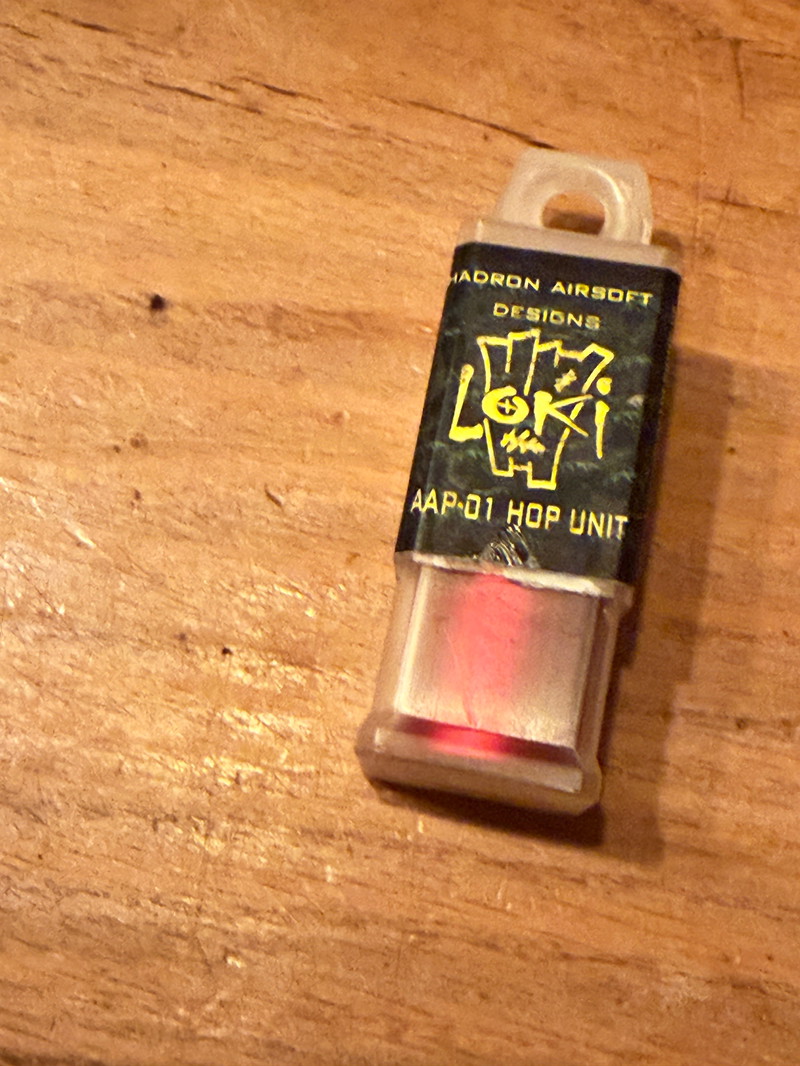 HADRON AIRSOFT
DESIGNS
LOKi
AAP-01 HOP UNIT